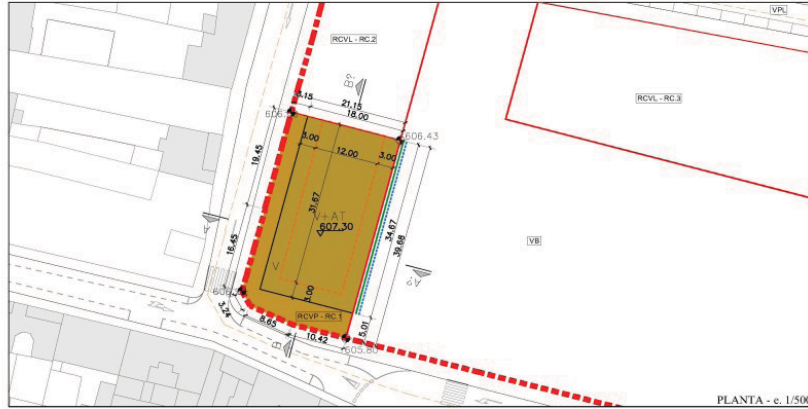 VPL
RCVL - RC.2
B?
3.15
21.15
18.00
RCVL - RC.3
606.43
3.00
12.00
3.00
19.45
31.67
V+AT
607.30
34.67
39.68
VB
A
16.45
A?
V
3.00
3.24
RCVP - RC.1
8.65
5.01
10.42
B
605.80
PLANTA - e. 1/500